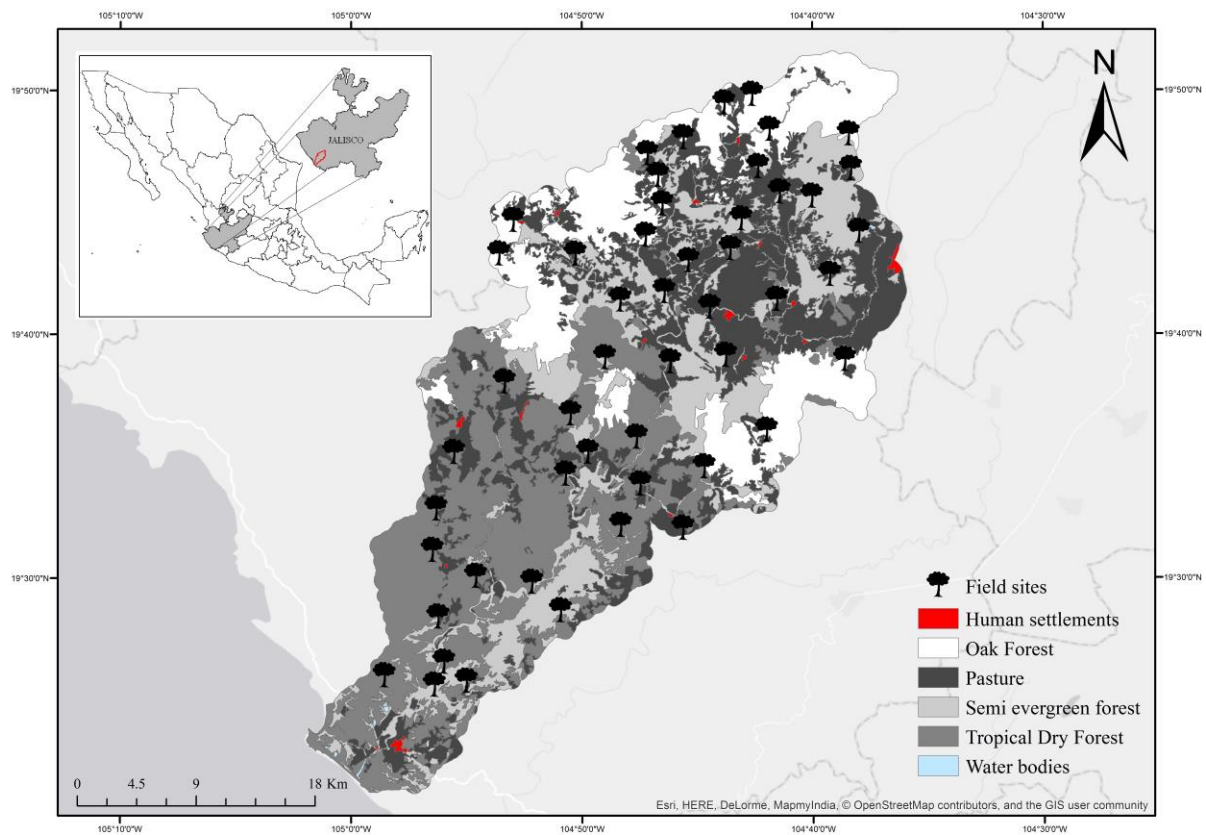 105°10'0"W 105°0'0"W 104°50'0"W 104°40'0"W 104°30'0"W
N
JALISCO
19°50'0"N 19°50'0"N
19°40'0"N 19°40'0"N
19°30'0"N 19°30'0"N
Field sites
Human settlements
Oak Forest
Pasture
Semi evergreen forest
Tropical Dry Forest
Water bodies
0 4.5 9 18 Km
Esri, HERE, DeLorme, MapmyIndia, © OpenStreetMap contributors, and the GIS user community
105°10'0"W 105°0'0"W 104°50'0"W 104°40'0"W 104°30'0"W